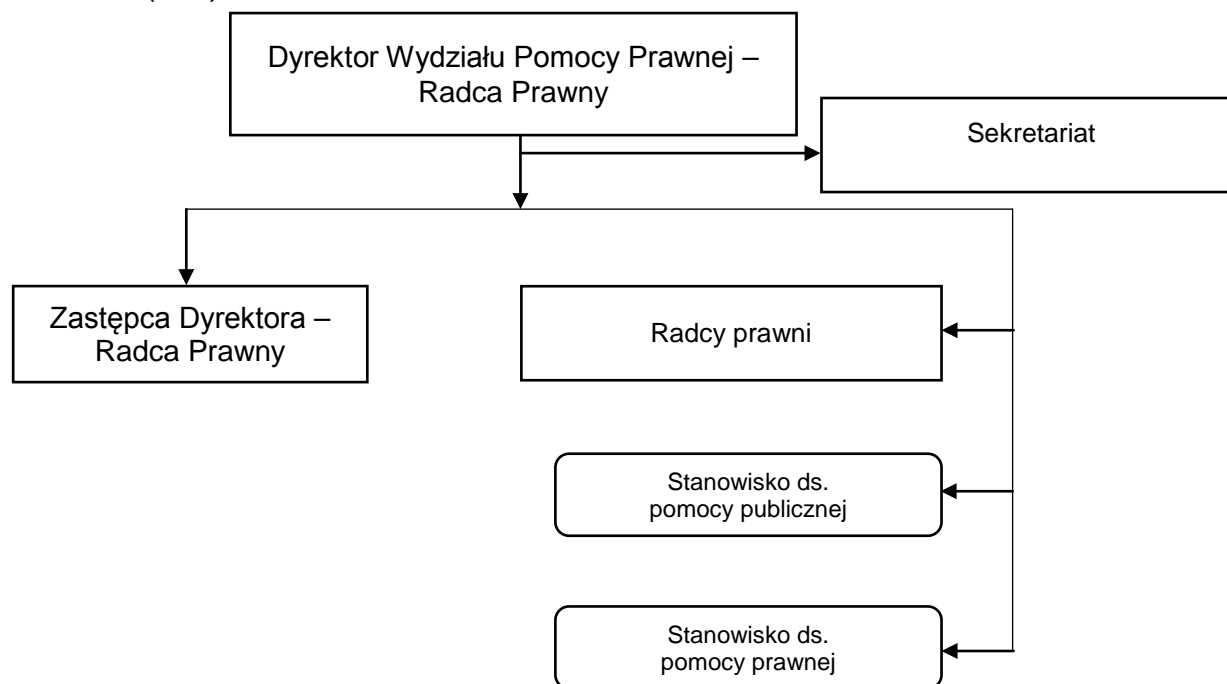 Dyrektor Wydziału Pomocy Prawnej –
Radca Prawny
Sekretariat
Zastępca Dyrektora –
Radca Prawny
Radcy prawni
Stanowisko ds.
pomocy publicznej
Stanowisko ds.
pomocy prawnej